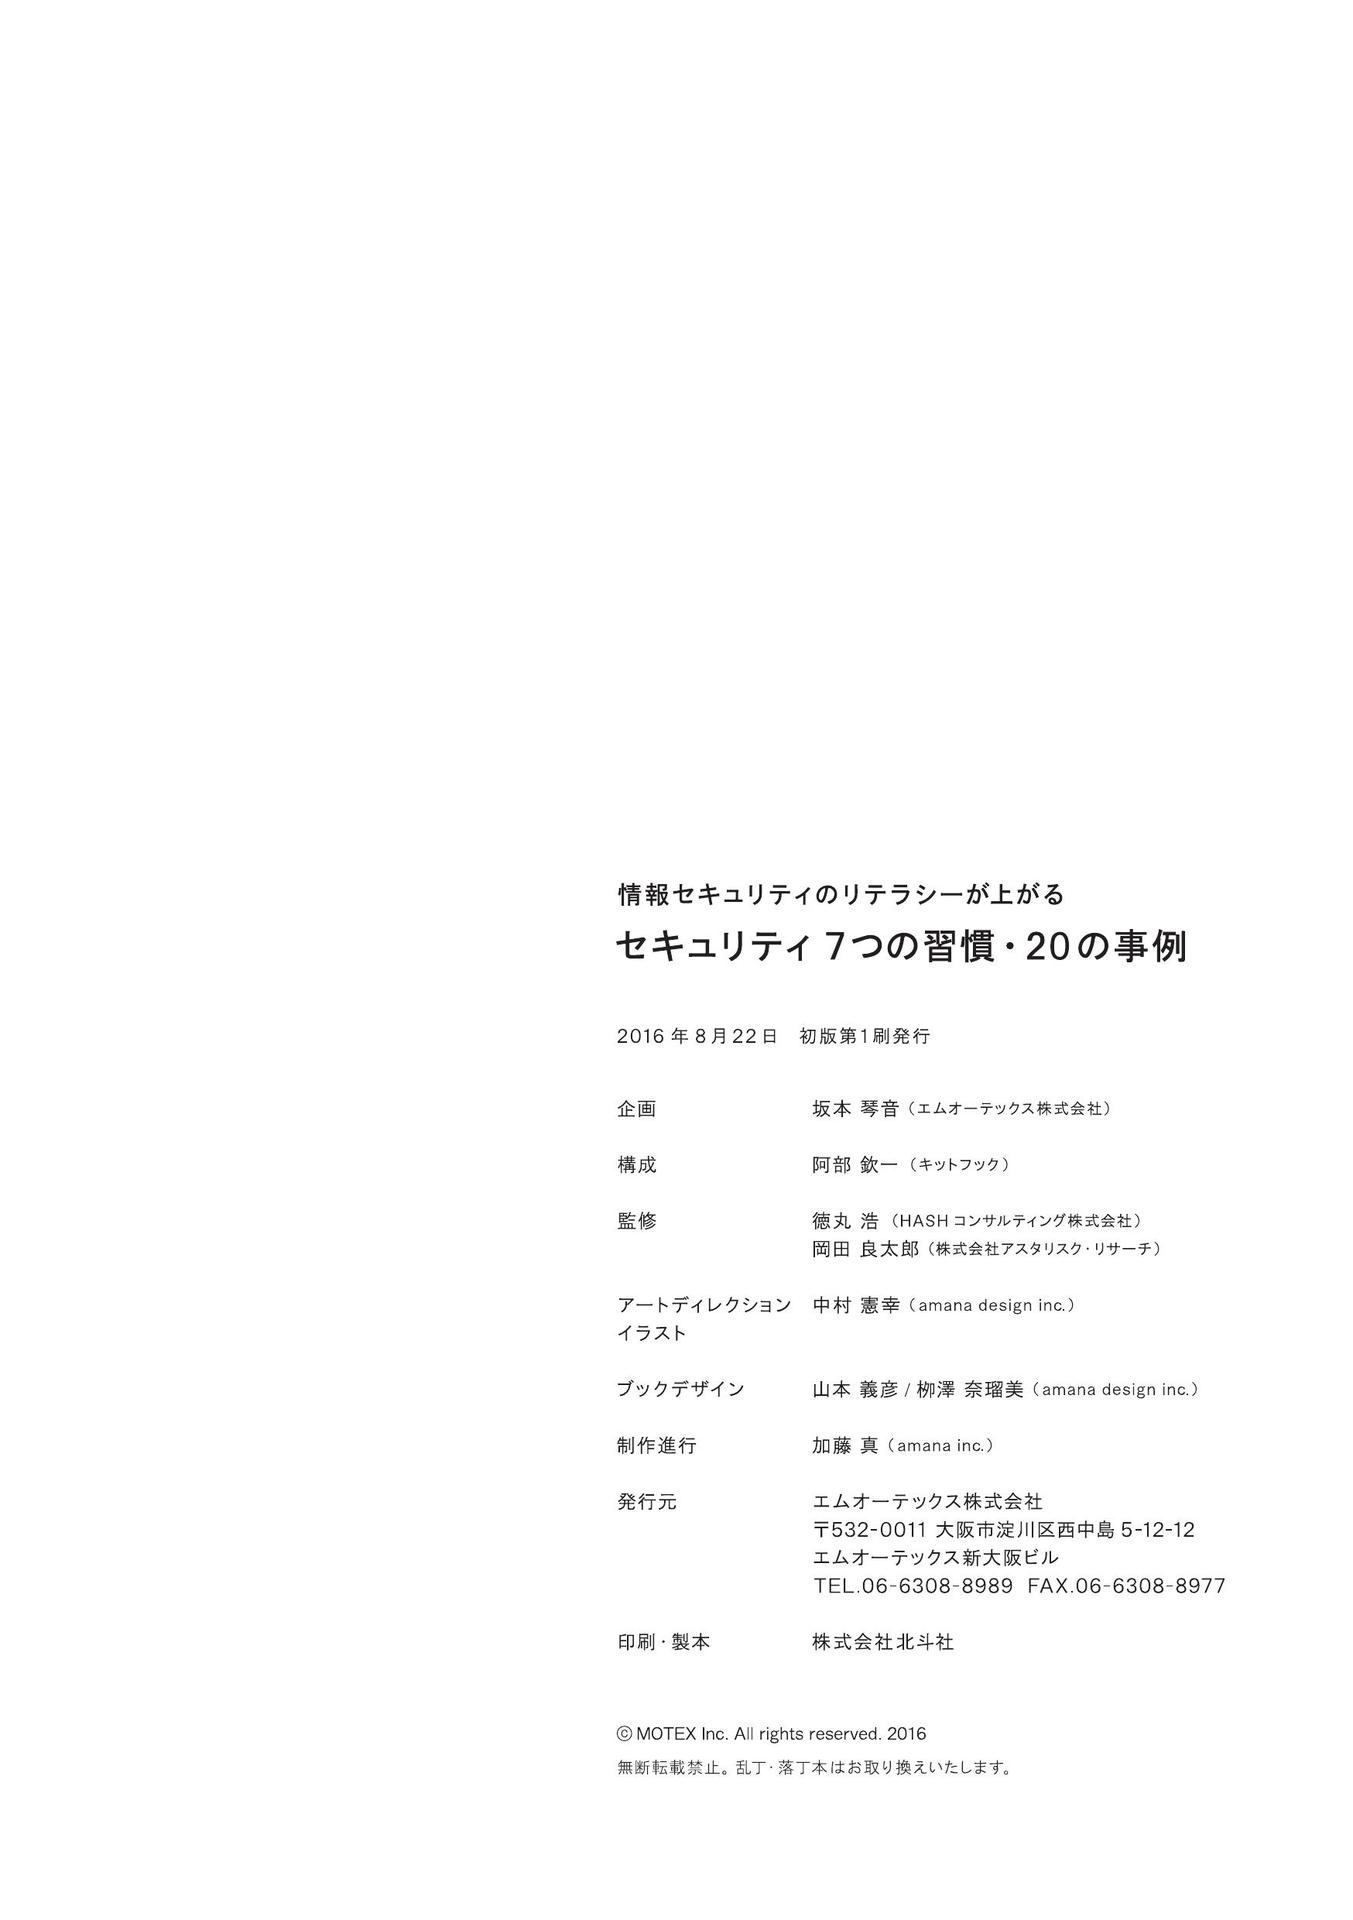 情報セキュリティのリテラシーが上がる
セキュリティ 7つの習慣・20の事例
2016年8月22日　初版第1刷発行
企画　坂本 琴音（エムオーテックス株式会社）
構成　阿部 欽一（キットフック）
監修　徳丸 浩（HASHコンサルティング株式会社）
岡田 良太郎（株式会社アスタリスク・リサーチ）
アートディレクション　中村 憲幸（amana design inc.）
イラスト
ブックデザイン　山本 義彦 / 栁澤 奈瑠美（amana design inc.）
制作進行　加藤 真（amana inc.）
発行元　エムオーテックス株式会社
〒532-0011 大阪市淀川区西中島 5-12-12
エムオーテックス新大阪ビル
TEL.06-6308-8989 FAX.06-6308-8977
印刷・製本　株式会社北斗社
ⓒ MOTEX Inc. All rights reserved. 2016
無断転載禁止。乱丁・落丁本はお取り換えいたします。